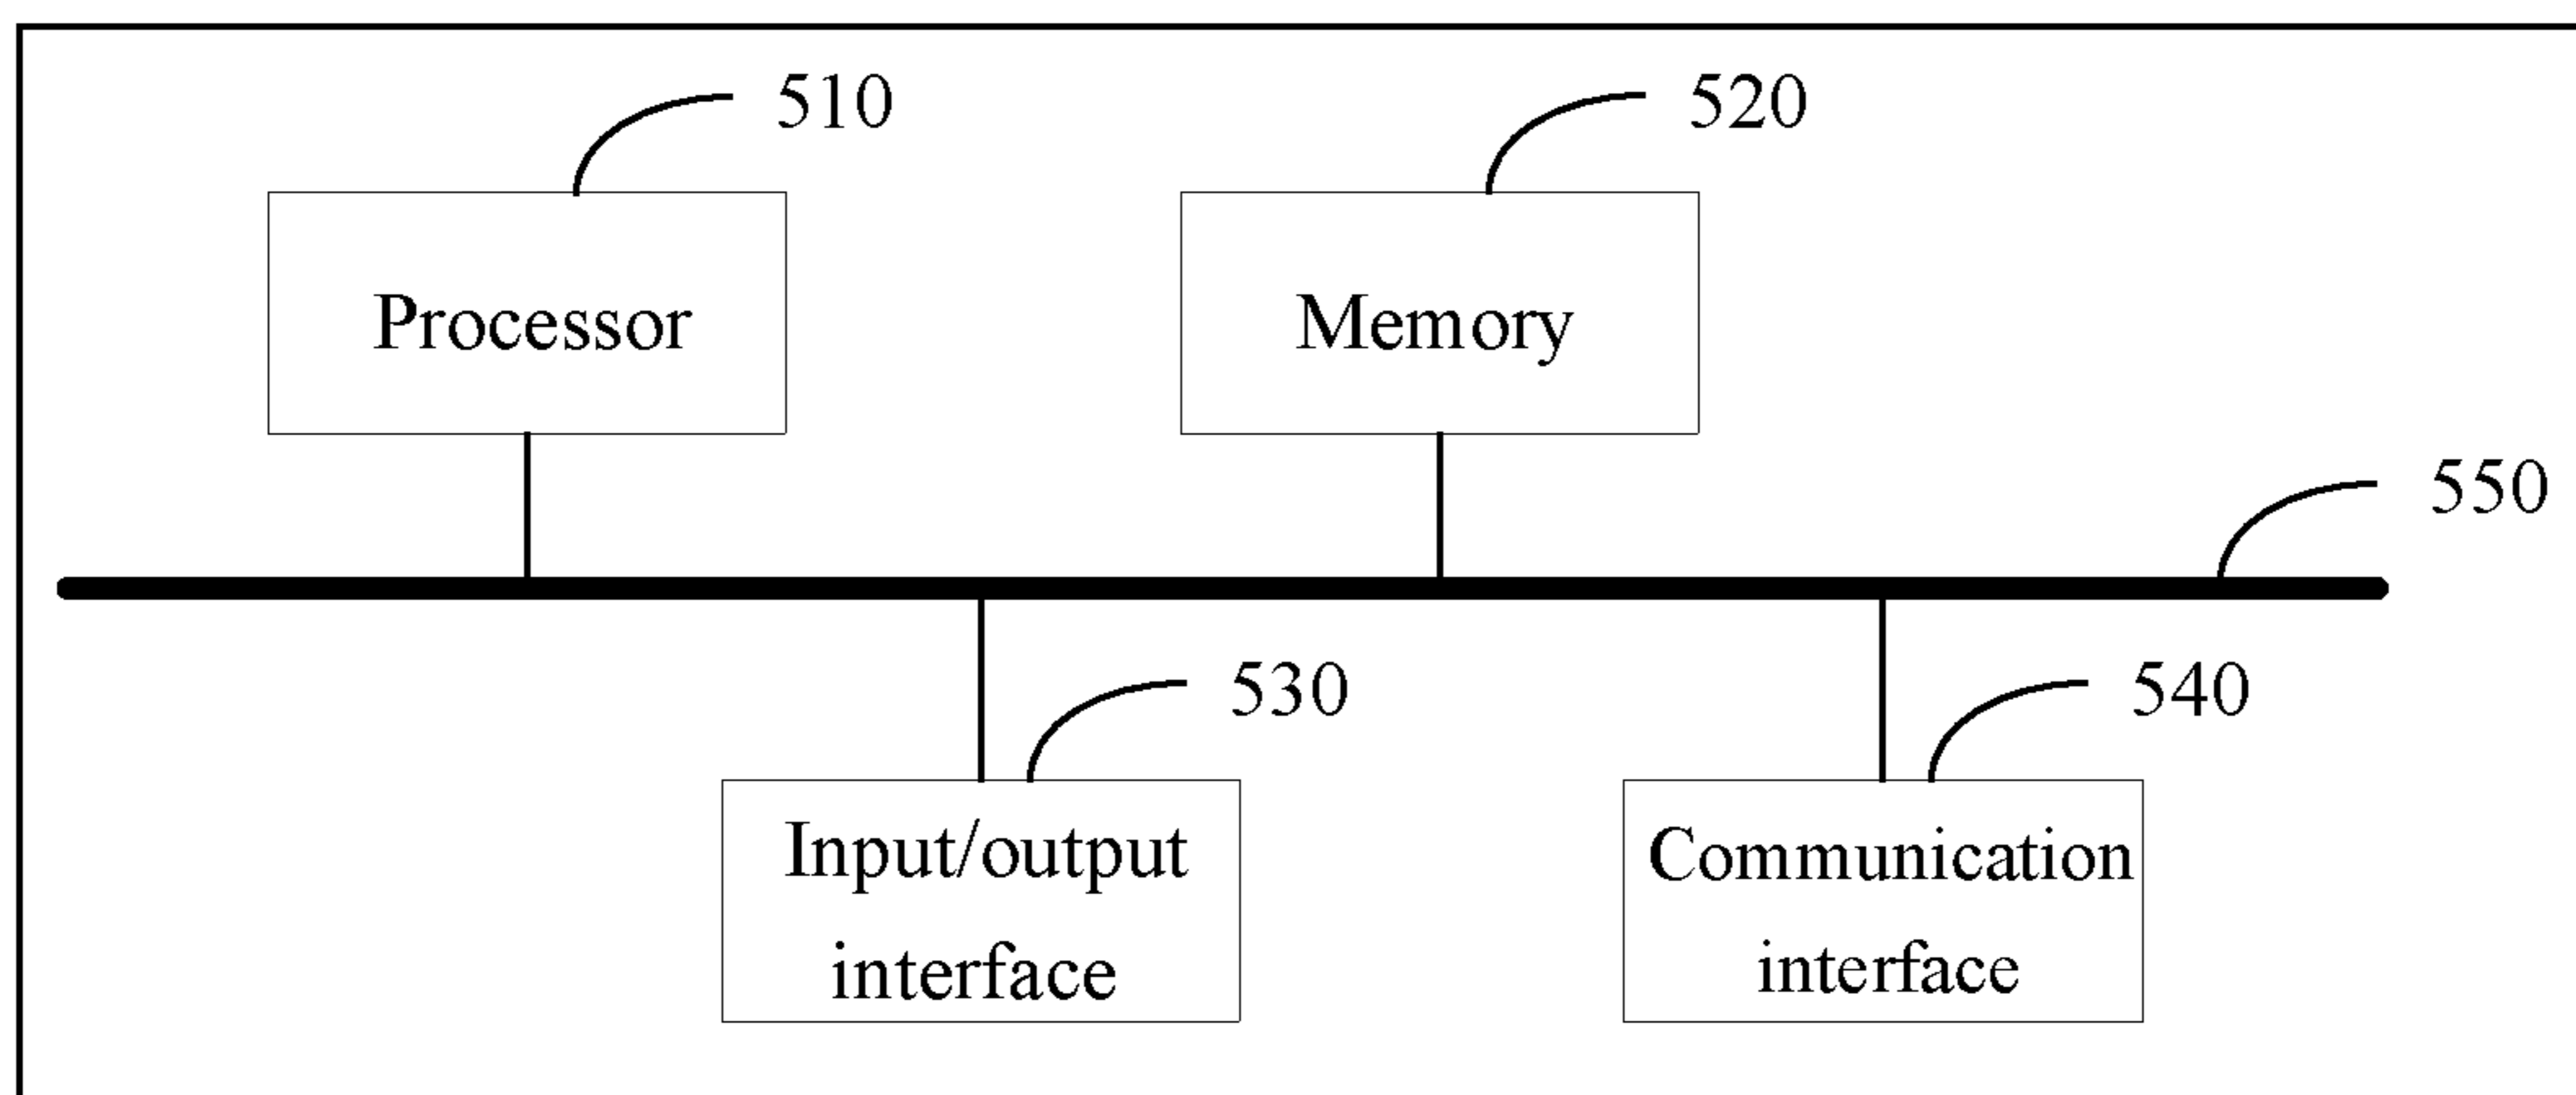 510
520
Processor
Memory
550
530
540
Input/output
interface
Communication
interface